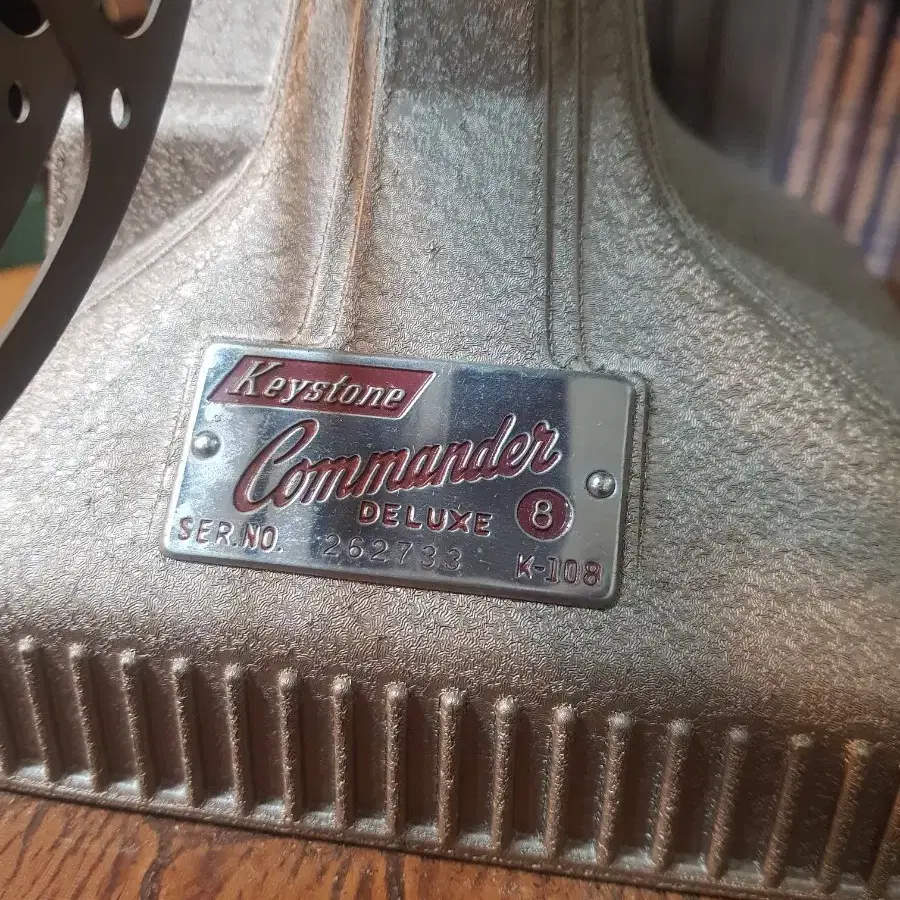 Keystone
Commander
DELUXE 8
SER.NO. 262733 K-108